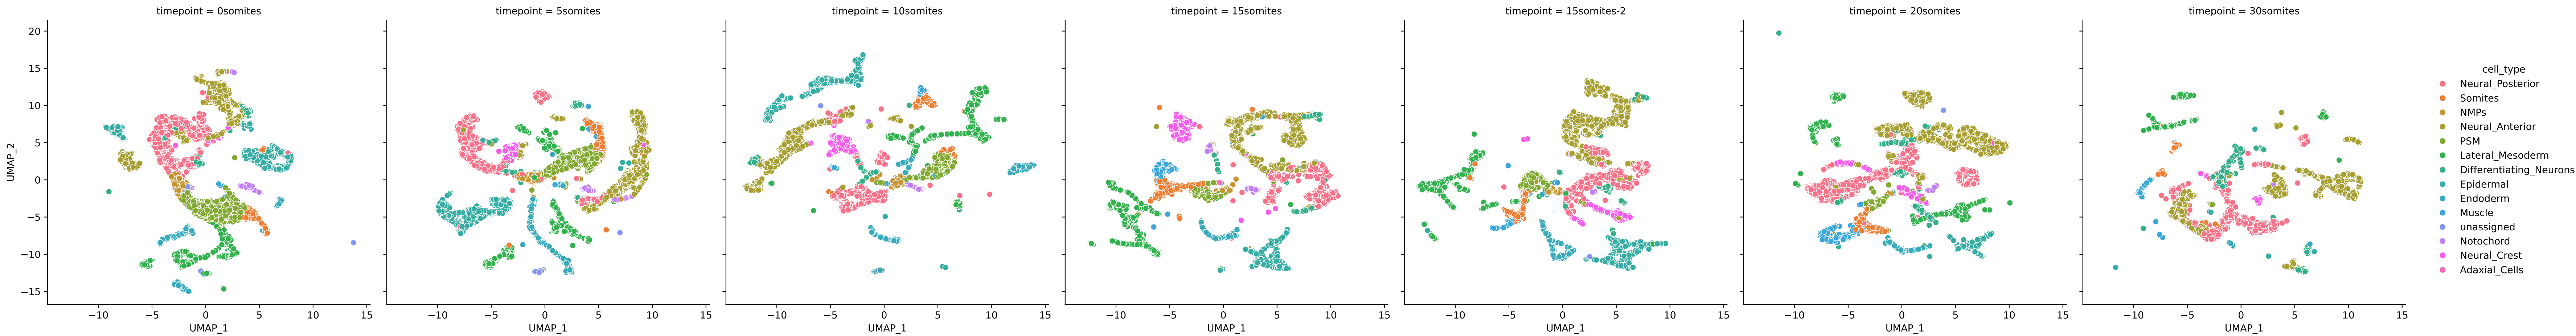 timepoint = 0somites
timepoint = 5somites
timepoint = 10somites
timepoint = 15somites
timepoint = 15somites-2
timepoint = 20somites
timepoint = 30somites
UMAP_2
20
15
10
5
0
−5
−10
−15
−10 −5 0 5 10 15
−10 −5 0 5 10 15
−10 −5 0 5 10 15
−10 −5 0 5 10 15
−10 −5 0 5 10 15
−10 −5 0 5 10 15
−10 −5 0 5 10 15
UMAP_1
UMAP_1
UMAP_1
UMAP_1
UMAP_1
UMAP_1
UMAP_1
cell_type
Neural_Posterior
Somites
NMPs
Neural_Anterior
PSM
Lateral_Mesoderm
Differentiating_Neurons
Epidermal
Endoderm
Muscle
unassigned
Notochord
Neural_Crest
Adaxial_Cells